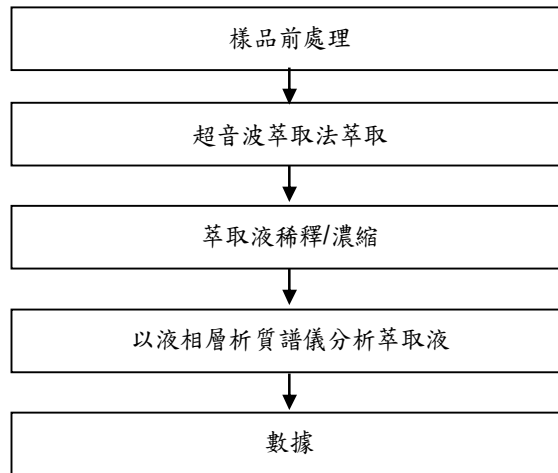 樣品前處理
超音波萃取法萃取
萃取液稀釋/濃縮
以液相層析質譜儀分析萃取液
數據